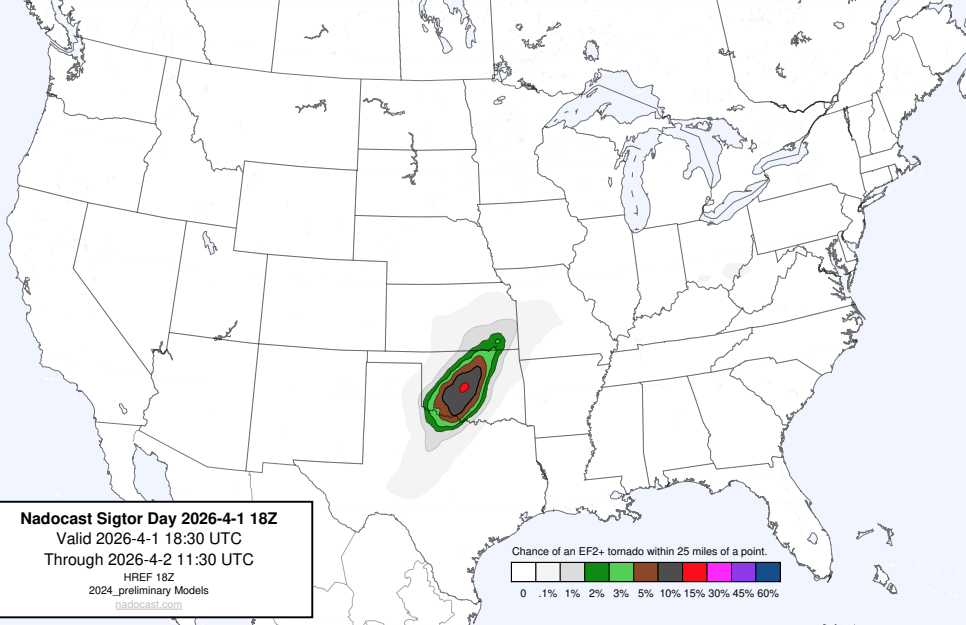 Nadocast Sigtor Day 2026-4-1 18Z
Valid 2026-4-1 18:30 UTC
Through 2026-4-2 11:30 UTC
HREF 18Z
2024_preliminary Models
nadocast.com
Chance of an EF2+ tornado within 25 miles of a point.
0 .1% 1% 2% 3% 5% 10% 15% 30% 45% 60%